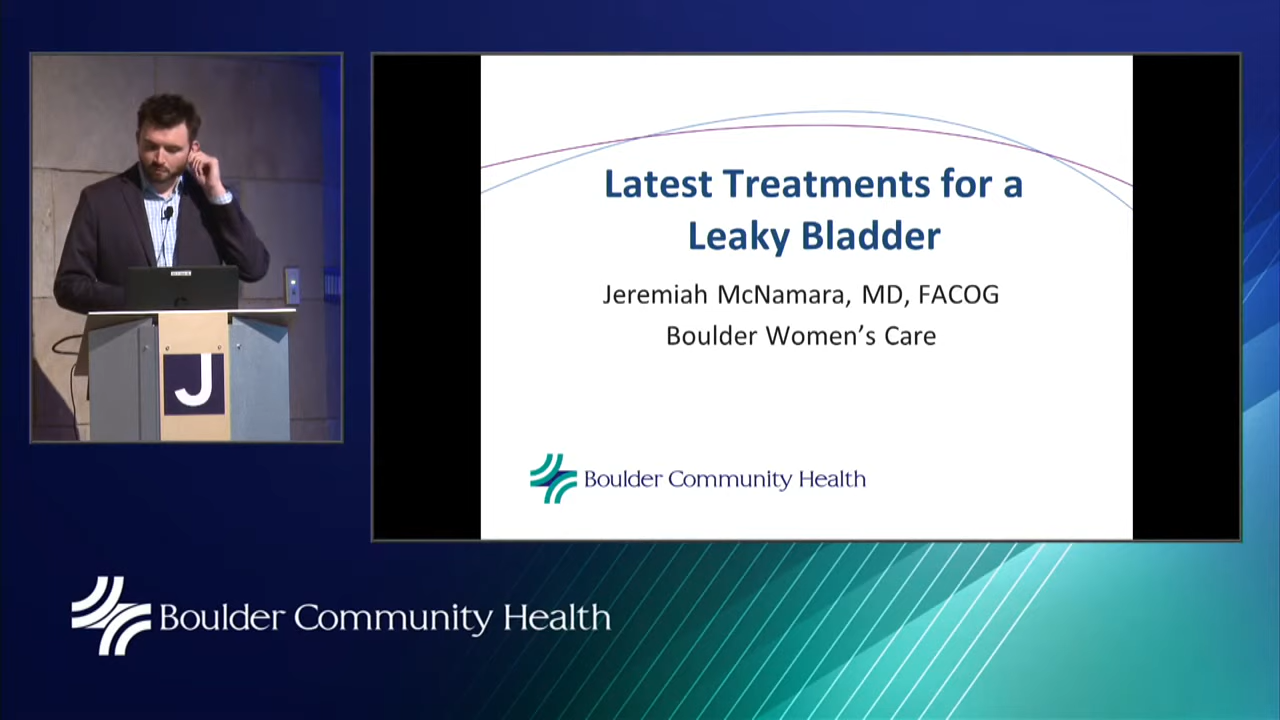 J
Latest Treatments for a
Leaky Bladder
Jeremiah McNamara, MD, FACOG
Boulder Women's Care
Boulder Community Health
Boulder Community Health